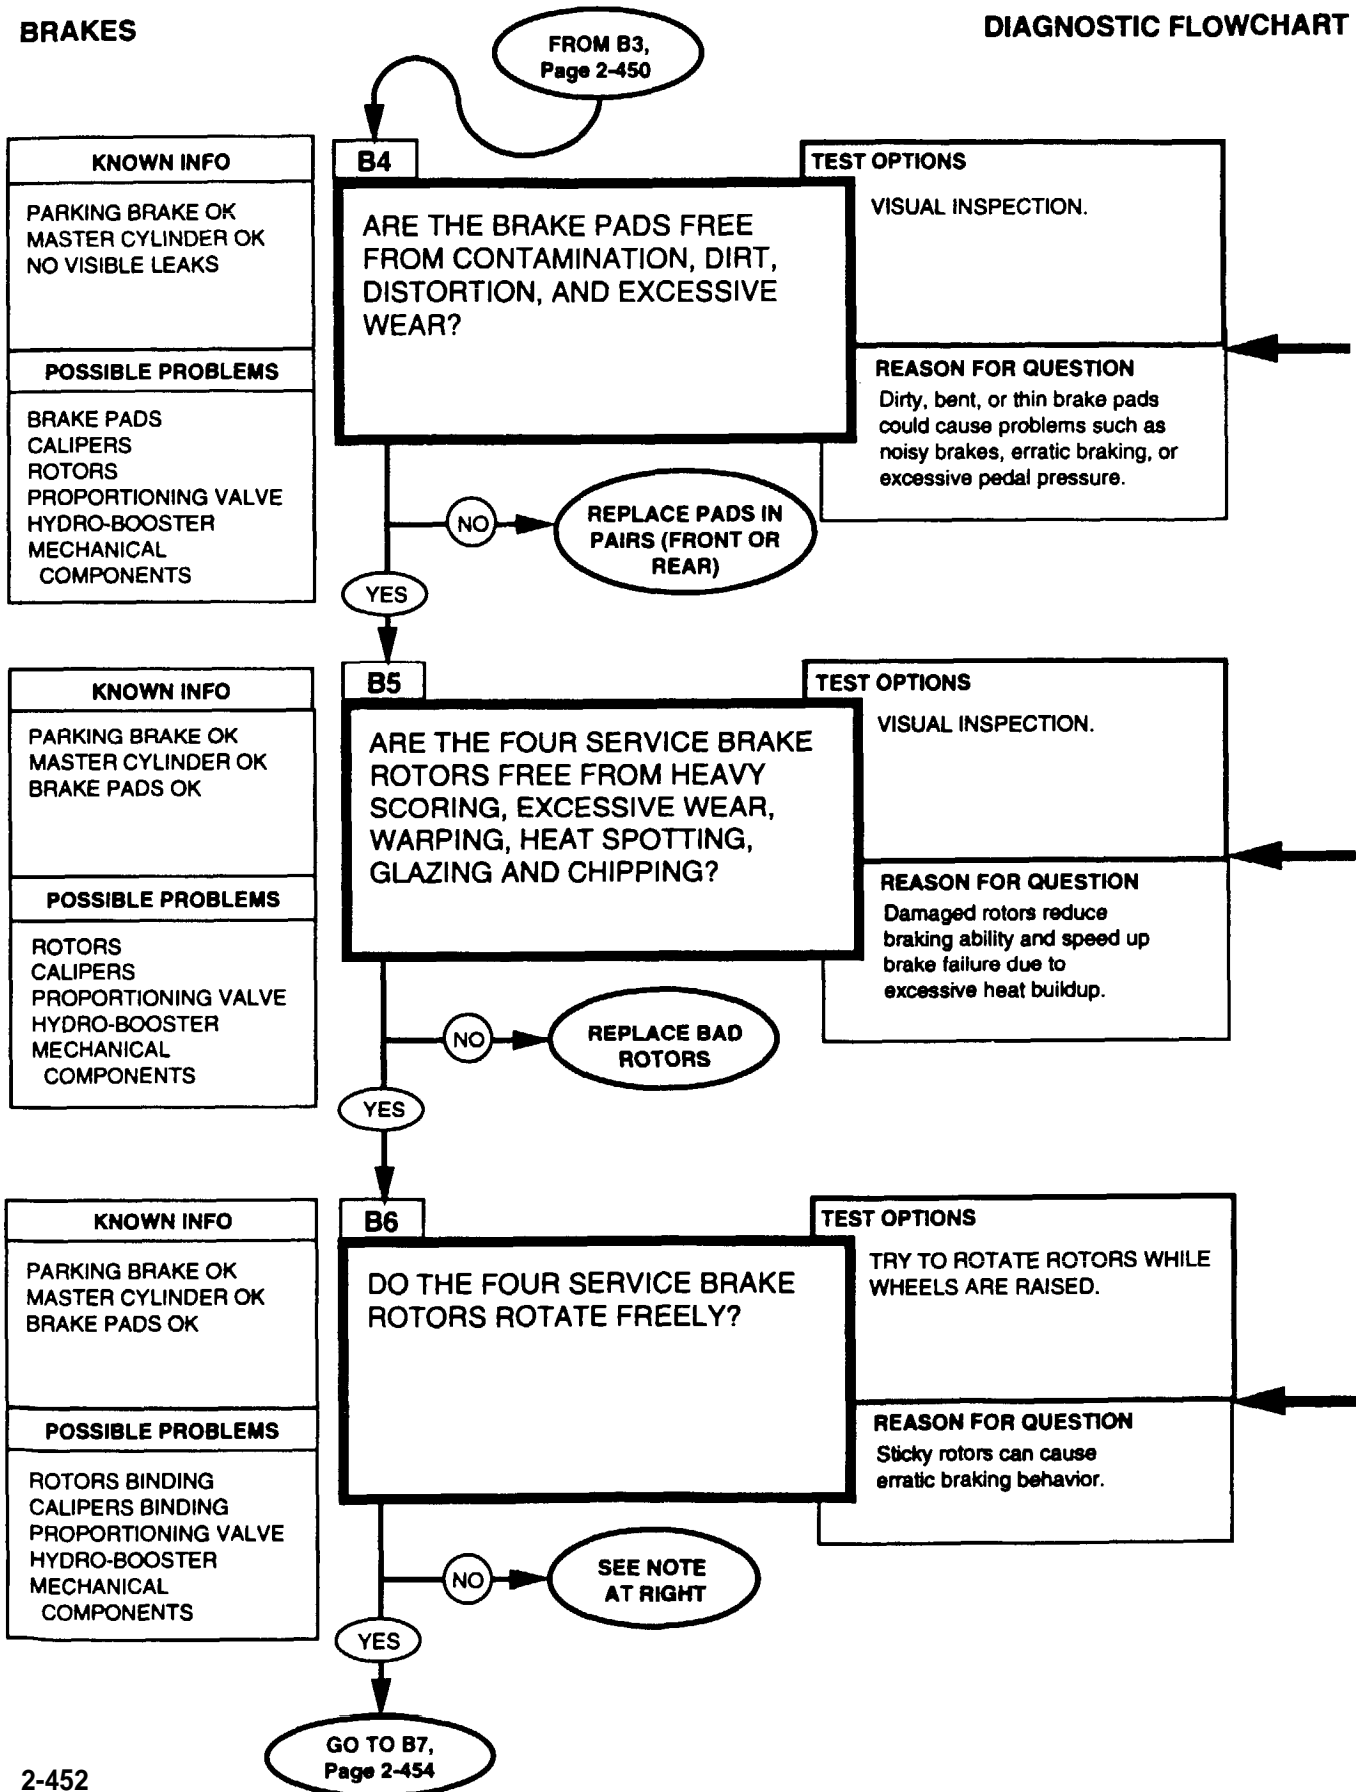 BRAKES
DIAGNOSTIC FLOWCHART
FROM B3,
Page 2-450
KNOWN INFO
PARKING BRAKE OK
MASTER CYLINDER OK
NO VISIBLE LEAKS
POSSIBLE PROBLEMS
BRAKE PADS
CALIPERS
ROTORS
PROPORTIONING VALVE
HYDRO-BOOSTER
MECHANICAL
COMPONENTS
B4
ARE THE BRAKE PADS FREE
FROM CONTAMINATION, DIRT,
DISTORTION, AND EXCESSIVE
WEAR?
TEST OPTIONS
VISUAL INSPECTION.
REASON FOR QUESTION
Dirty, bent, or thin brake pads
could cause problems such as
noisy brakes, erratic braking, or
excessive pedal pressure.
NO
REPLACE PADS IN
PAIRS (FRONT OR
REAR)
YES
KNOWN INFO
PARKING BRAKE OK
MASTER CYLINDER OK
BRAKE PADS OK
POSSIBLE PROBLEMS
ROTORS
CALIPERS
PROPORTIONING VALVE
HYDRO-BOOSTER
MECHANICAL
COMPONENTS
B5
ARE THE FOUR SERVICE BRAKE
ROTORS FREE FROM HEAVY
SCORING, EXCESSIVE WEAR,
WARPING, HEAT SPOTTING,
GLAZING AND CHIPPING?
TEST OPTIONS
VISUAL INSPECTION.
REASON FOR QUESTION
Damaged rotors reduce
braking ability and speed up
brake failure due to
excessive heat buildup.
NO
REPLACE BAD
ROTORS
YES
KNOWN INFO
PARKING BRAKE OK
MASTER CYLINDER OK
BRAKE PADS OK
POSSIBLE PROBLEMS
ROTORS BINDING
CALIPERS BINDING
PROPORTIONING VALVE
HYDRO-BOOSTER
MECHANICAL
COMPONENTS
B6
DO THE FOUR SERVICE BRAKE
ROTORS ROTATE FREELY?
TEST OPTIONS
TRY TO ROTATE ROTORS WHILE
WHEELS ARE RAISED.
REASON FOR QUESTION
Sticky rotors can cause
erratic braking behavior.
NO
SEE NOTE
AT RIGHT
YES
GO TO B7,
Page 2-454
2-452